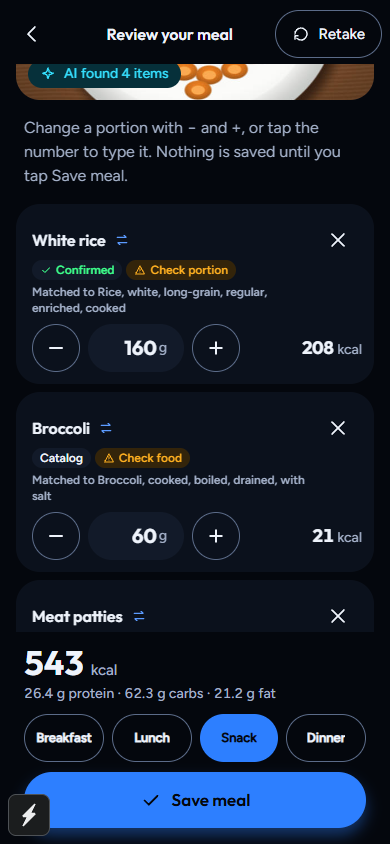 Review your meal
Retake
AI found 4 items
Change a portion with − and +, or tap the
number to type it. Nothing is saved until you
tap Save meal.
White rice
Confirmed
Check portion
Matched to Rice, white, long-grain, regular,
enriched, cooked
160 g
208 kcal
Broccoli
Catalog
Check food
Matched to Broccoli, cooked, boiled, drained, with
salt
60 g
21 kcal
Meat patties
543 kcal
26.4 g protein · 62.3 g carbs · 21.2 g fat
Breakfast
Lunch
Snack
Dinner
Save meal